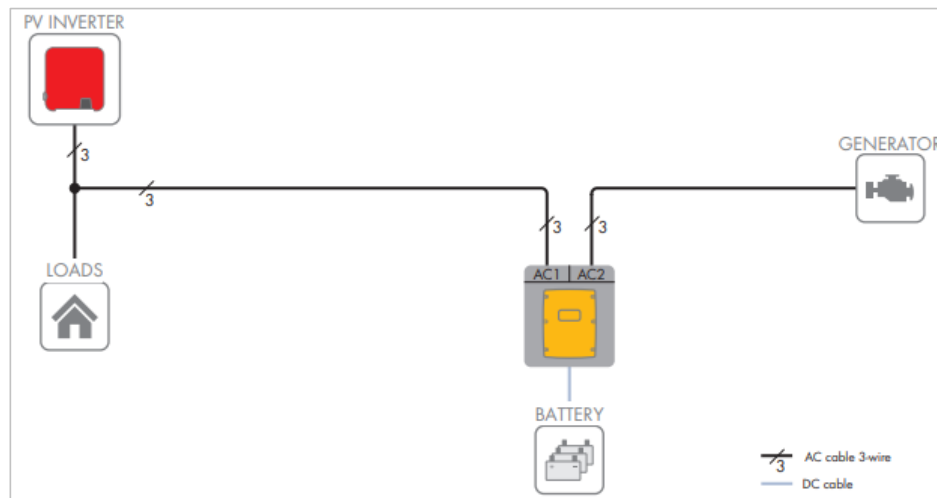 PV INVERTER
3
GENERATOR
3
3
3
LOADS
AC1 AC2
BATTERY
3 AC cable 3-wire
DC cable